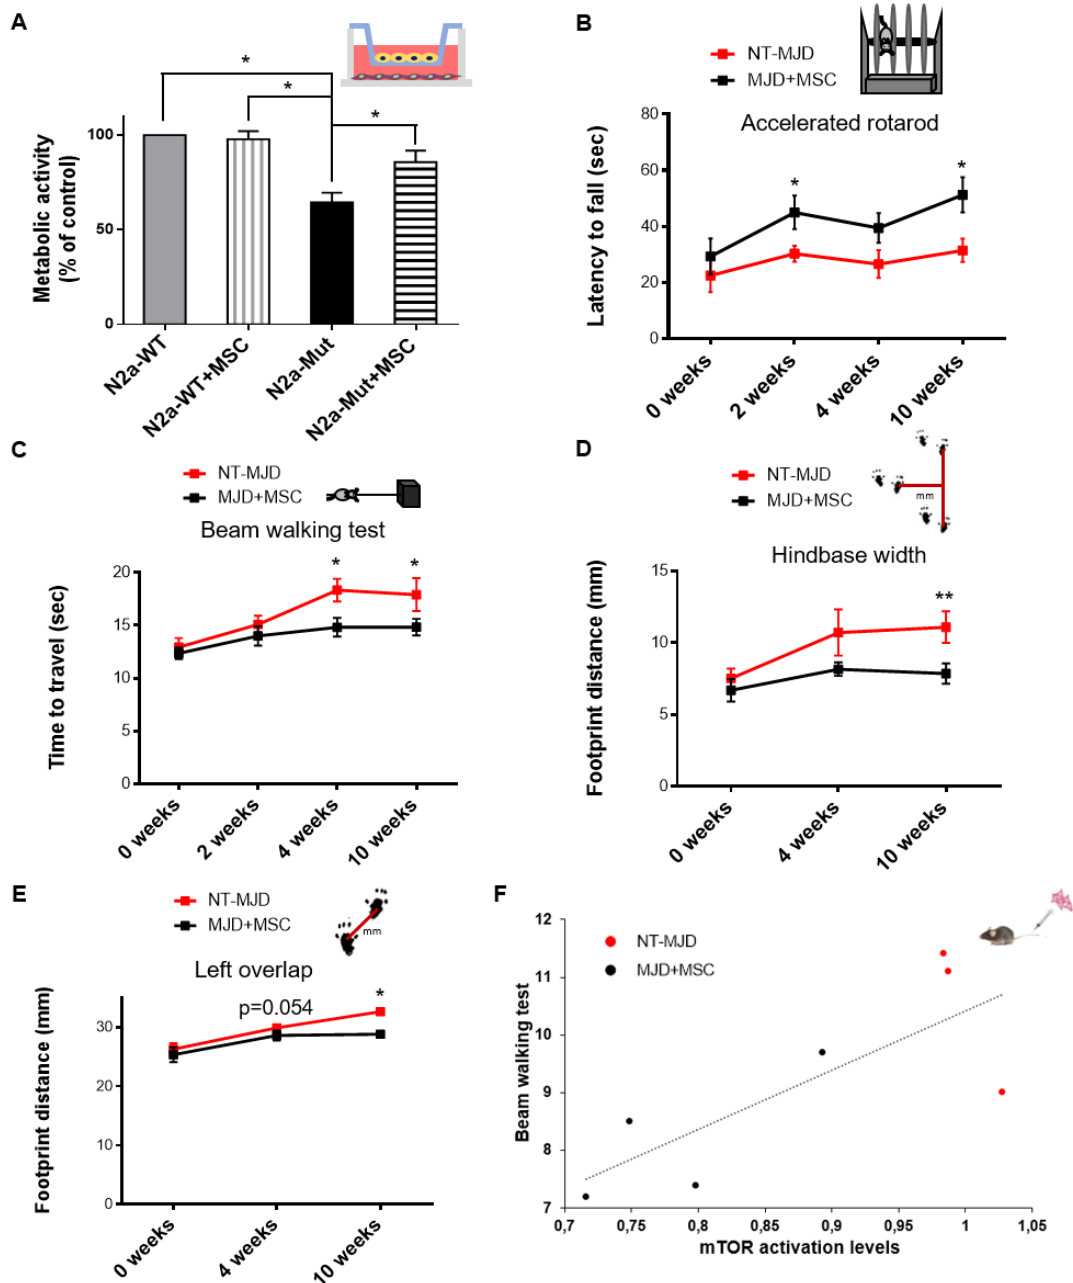 A
*
*
*
Metabolic activity
(% of control)
100
50
0
N2a-WT
N2a-WT+MSC
N2a-Mut
N2a-Mut+MSC
B
NT-MJD
MJD+MSC
Accelerated rotarod
Latency to fall (sec)
80
60
40
20
0
*
*
0 weeks
2 weeks
4 weeks
10 weeks
C
NT-MJD
MJD+MSC
Beam walking test
Time to travel (sec)
20
15
10
5
0
*
*
0 weeks
2 weeks
4 weeks
10 weeks
D
NT-MJD
MJD+MSC
mm
Hindbase width
Footprint distance (mm)
15
10
5
0
**
0 weeks
4 weeks
10 weeks
E
NT-MJD
MJD+MSC
mm
Left overlap
p=0.054
*
Footprint distance (mm)
30
20
10
0
0 weeks
4 weeks
10 weeks
F
NT-MJD
MJD+MSC
Beam walking test
12
11
10
9
8
7
0,7
0,75
0,8
0,85
0,9
0,95
1
1,05
mTOR activation levels